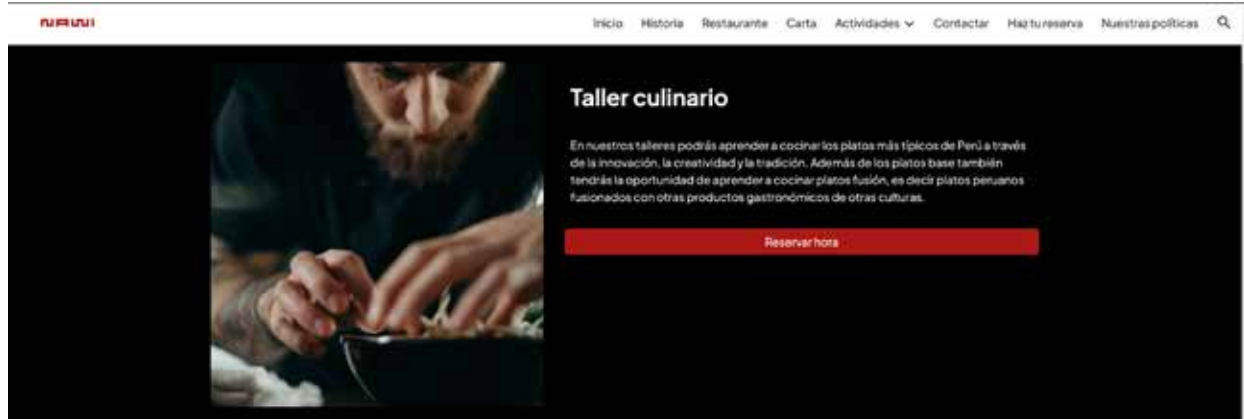 NAWI
Inicio Historia Restaurante Carta Actividades Contactar Haz tu reserva Nuestras políticas
Taller culinario
En nuestros talleres podrás aprender a cocinar los platos más típicos de Perú a través
de la innovación, la creatividad y la tradición. Además de los platos base también
tendrás la oportunidad de aprender a cocinar platos fusión, es decir platos peruanos
fusionados con otras productos gastronómicos de otras culturas.
Reservar hora